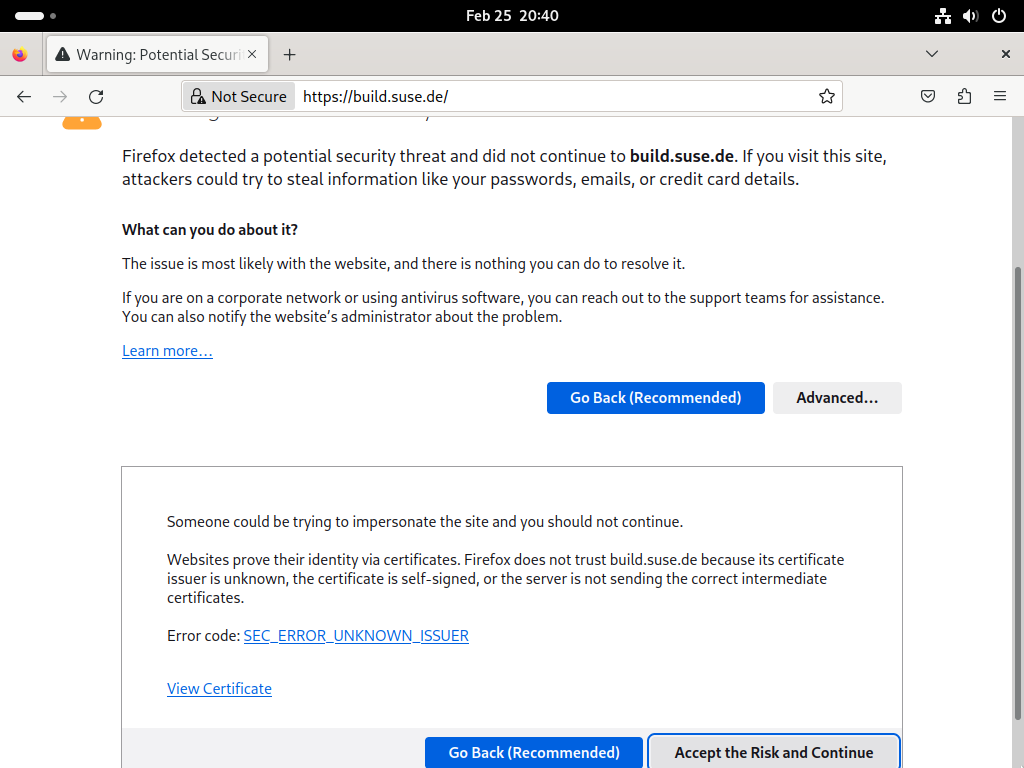 Feb 25  20:40
Warning: Potential Securi
Not Secure
https://build.suse.de/
Firefox detected a potential security threat and did not continue to build.suse.de. If you visit this site,
attackers could try to steal information like your passwords, emails, or credit card details.
What can you do about it?
The issue is most likely with the website, and there is nothing you can do to resolve it.
If you are on a corporate network or using antivirus software, you can reach out to the support teams for assistance.
You can also notify the website’s administrator about the problem.
Learn more…
Go Back (Recommended)
Advanced…
Someone could be trying to impersonate the site and you should not continue.
Websites prove their identity via certificates. Firefox does not trust build.suse.de because its certificate
issuer is unknown, the certificate is self-signed, or the server is not sending the correct intermediate
certificates.
Error code: SEC_ERROR_UNKNOWN_ISSUER
View Certificate
Go Back (Recommended)
Accept the Risk and Continue